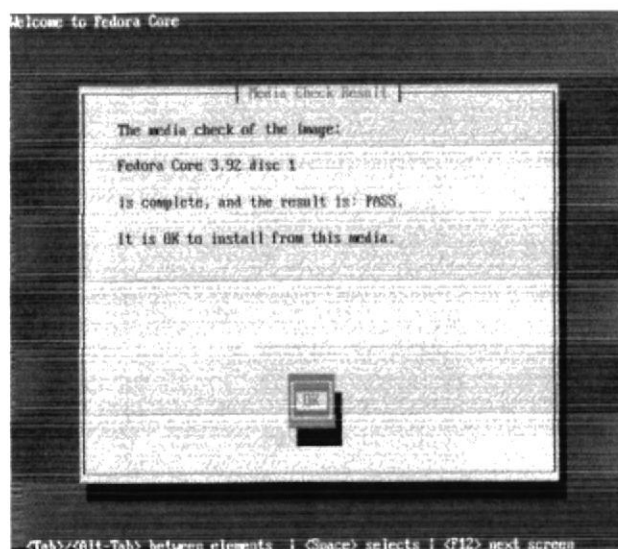 Welcome to Fedora Core
Media Check Result
The media check of the image:
Fedora Core 3.92 disc 1
is complete, and the result is: PASS.
It is OK to install from this media.
OK
<Tab>/<Alt-Tab> between elements | <Space> selects | <F12> next screen